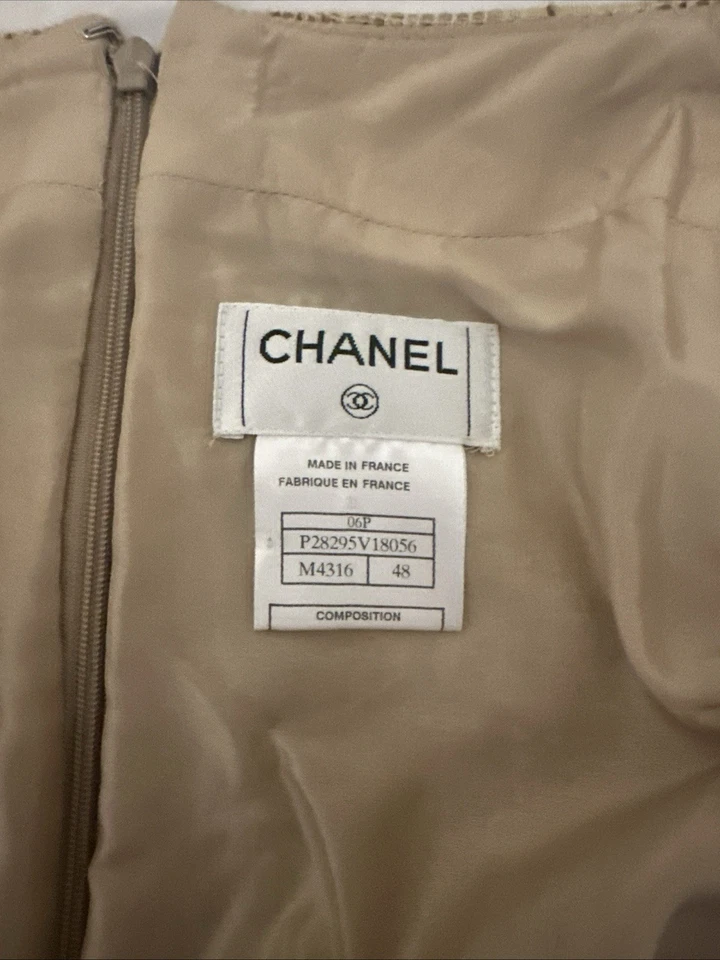 CHANEL
MADE IN FRANCE
FABRIQUE EN FRANCE
06P
P28295V18056
M4316 48
COMPOSITION